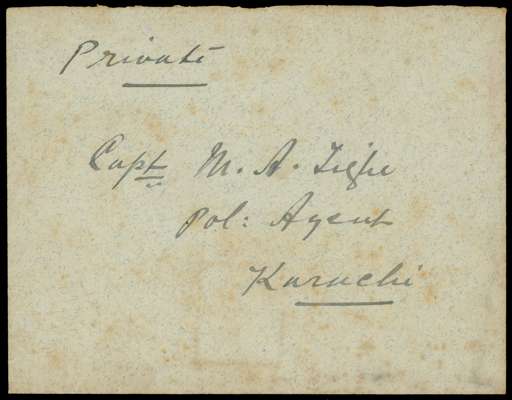 Private
Capt M. A. Tighe
Pol: Agent
Karachi